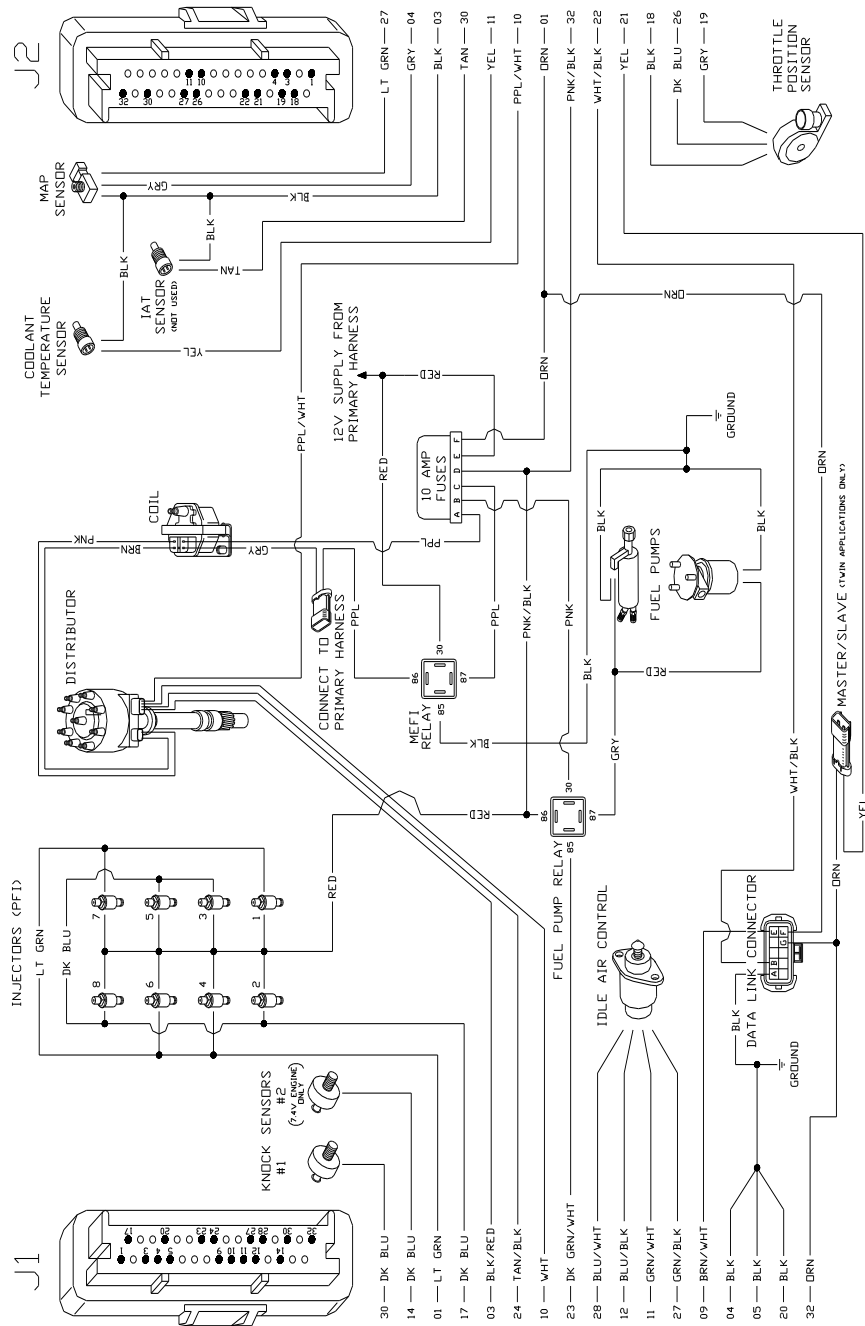 J1
1
3
4
5
9
10
11
12
14
17
20
23
24
27
28
30
32
30 DK BLU
14 DK BLU
01 LT GRN
17 DK BLU
03 BLK/RED
24 TAN/BLK
10 WHT
23 DK GRN/WHT
28 BLU/WHT
12 BLU/BLK
11 GRN/WHT
27 GRN/BLK
09 BRN/WHT
04 BLK
05 BLK
20 BLK
32 ORN
KNOCK SENSORS
#1
#2
(7.4V ENGINE ONLY)
INJECTORS (PFI)
LT GRN
DK BLU
8
7
6
5
4
3
2
1
RED
DISTRIBUTOR
PNK
BRN
COIL
GRY
PPL/WHT
CONNECT TO
PRIMARY HARNESS
PPL
PPL
MEFI
RELAY
86
30
85
87
PPL
BLK
RED
12V SUPPLY FROM
PRIMARY HARNESS
RED
10 AMP
FUSES
A B C D E F
ORN
PNK/BLK
PNK
RED
FUEL PUMP RELAY
86
30
85
87
BLK
GRY
RED
FUEL PUMPS
BLK
BLK
GROUND
IDLE AIR CONTROL
DATA LINK CONNECTOR
A B
E
G F
BLK
GROUND
WHT/BLK
ORN
ORN
ORN
MASTER/SLAVE (TWIN APPLICATIONS ONLY)
YEL
COOLANT
TEMPERATURE
SENSOR
IAT
SENSOR
(NOT USED)
MAP
SENSOR
BLK
BLK
GRY
BLK
TAN
YEL
J2
32
30
27
26
22
21
19
18
11
10
4
3
1
LT GRN 27
GRY 04
BLK 03
TAN 30
YEL 11
PPL/WHT 10
ORN 01
PNK/BLK 32
WHT/BLK 22
YEL 21
BLK 18
DK BLU 26
GRY 19
THROTTLE
POSITION
SENSOR